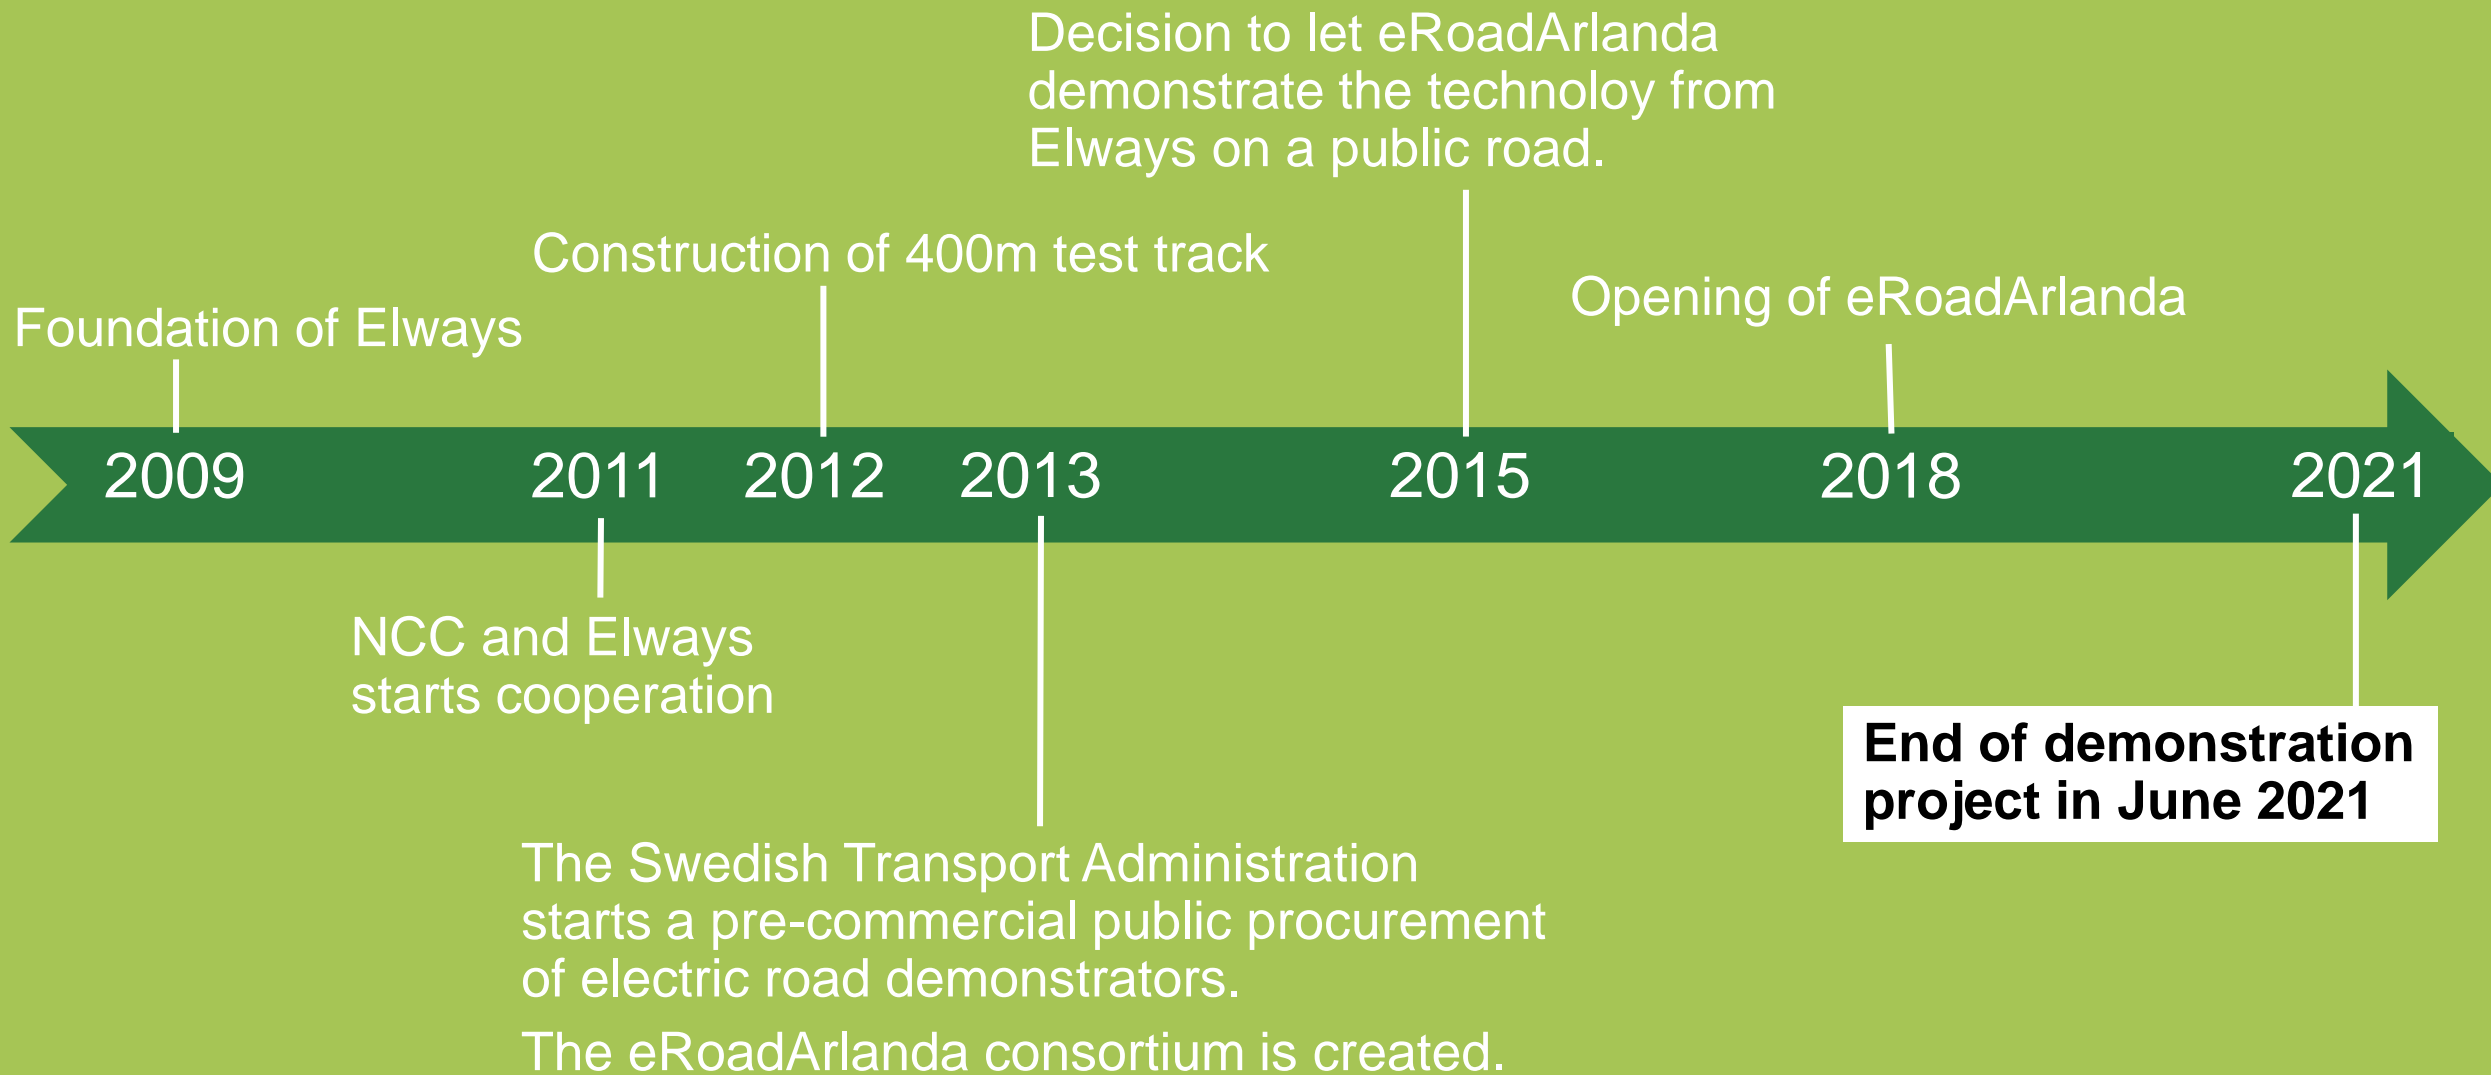 Decision to let eRoadArlanda
demonstrate the technoloy from
Elways on a public road.
Construction of 400m test track
Opening of eRoadArlanda
Foundation of Elways
2009 2011 2012 2013 2015 2018 2021
NCC and Elways
starts cooperation
End of demonstration
project in June 2021
The Swedish Transport Administration
starts a pre-commercial public procurement
of electric road demonstrators.
The eRoadArlanda consortium is created.